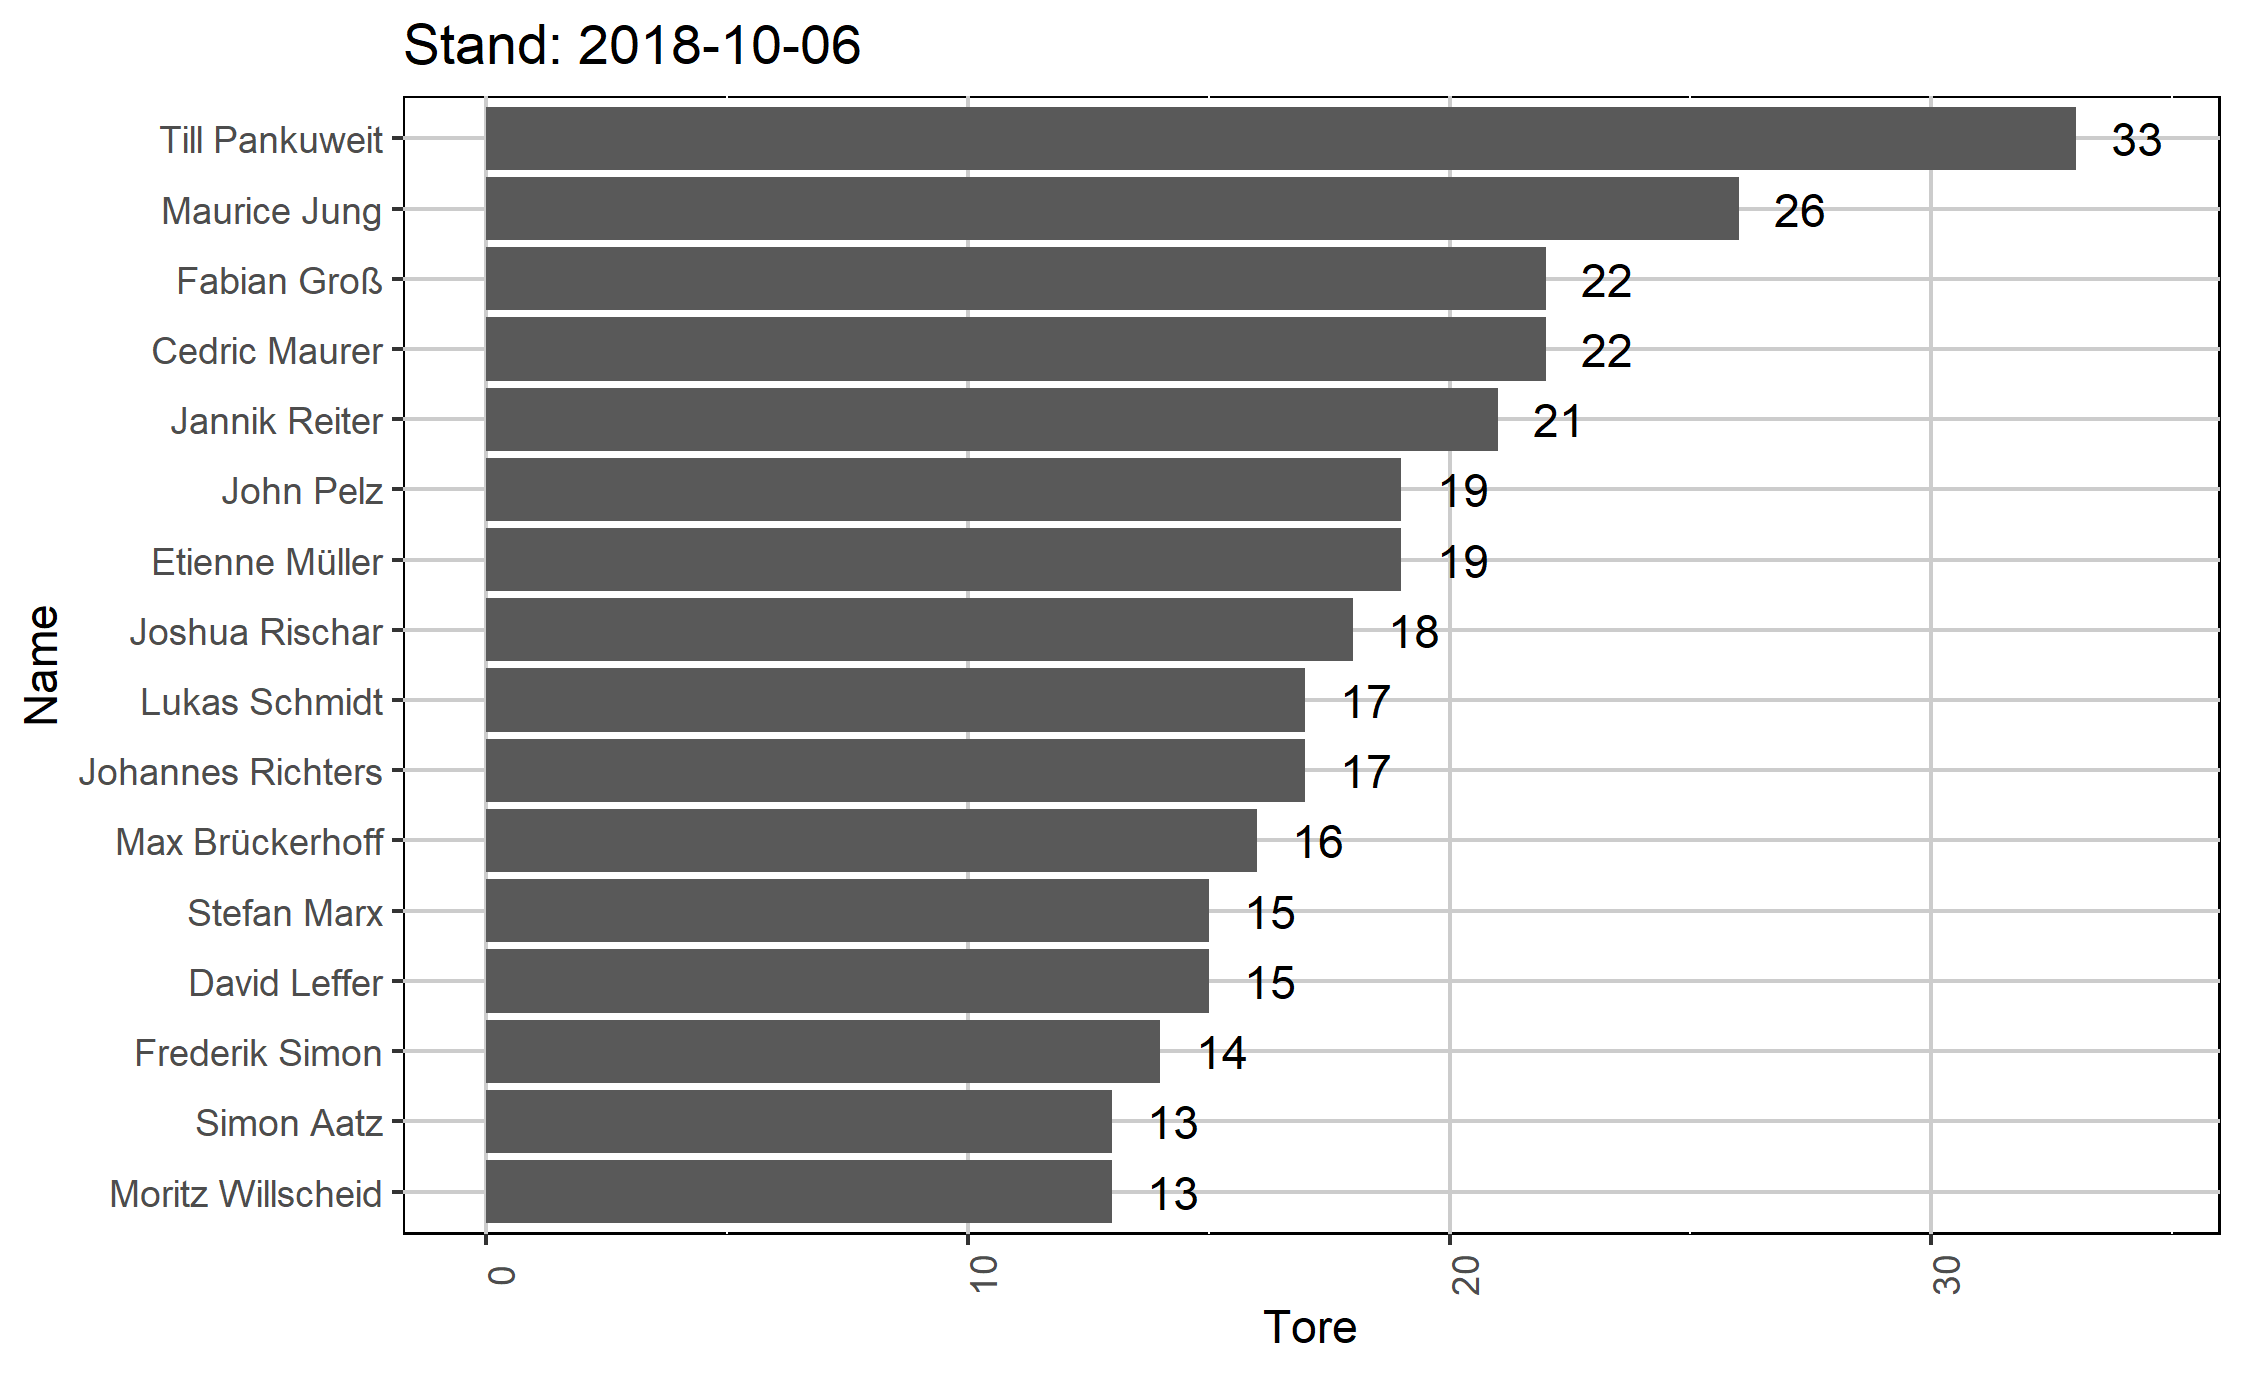 Stand: 2018-10-06
Till Pankuweit 33
Maurice Jung 26
Fabian Groß 22
Cedric Maurer 22
Jannik Reiter 21
John Pelz 19
Etienne Müller 19
Joshua Rischar 18
Lukas Schmidt 17
Johannes Richters 17
Max Brückerhoff 16
Stefan Marx 15
David Leffer 15
Frederik Simon 14
Simon Aatz 13
Moritz Willscheid 13
Name
0 10 20 30
Tore